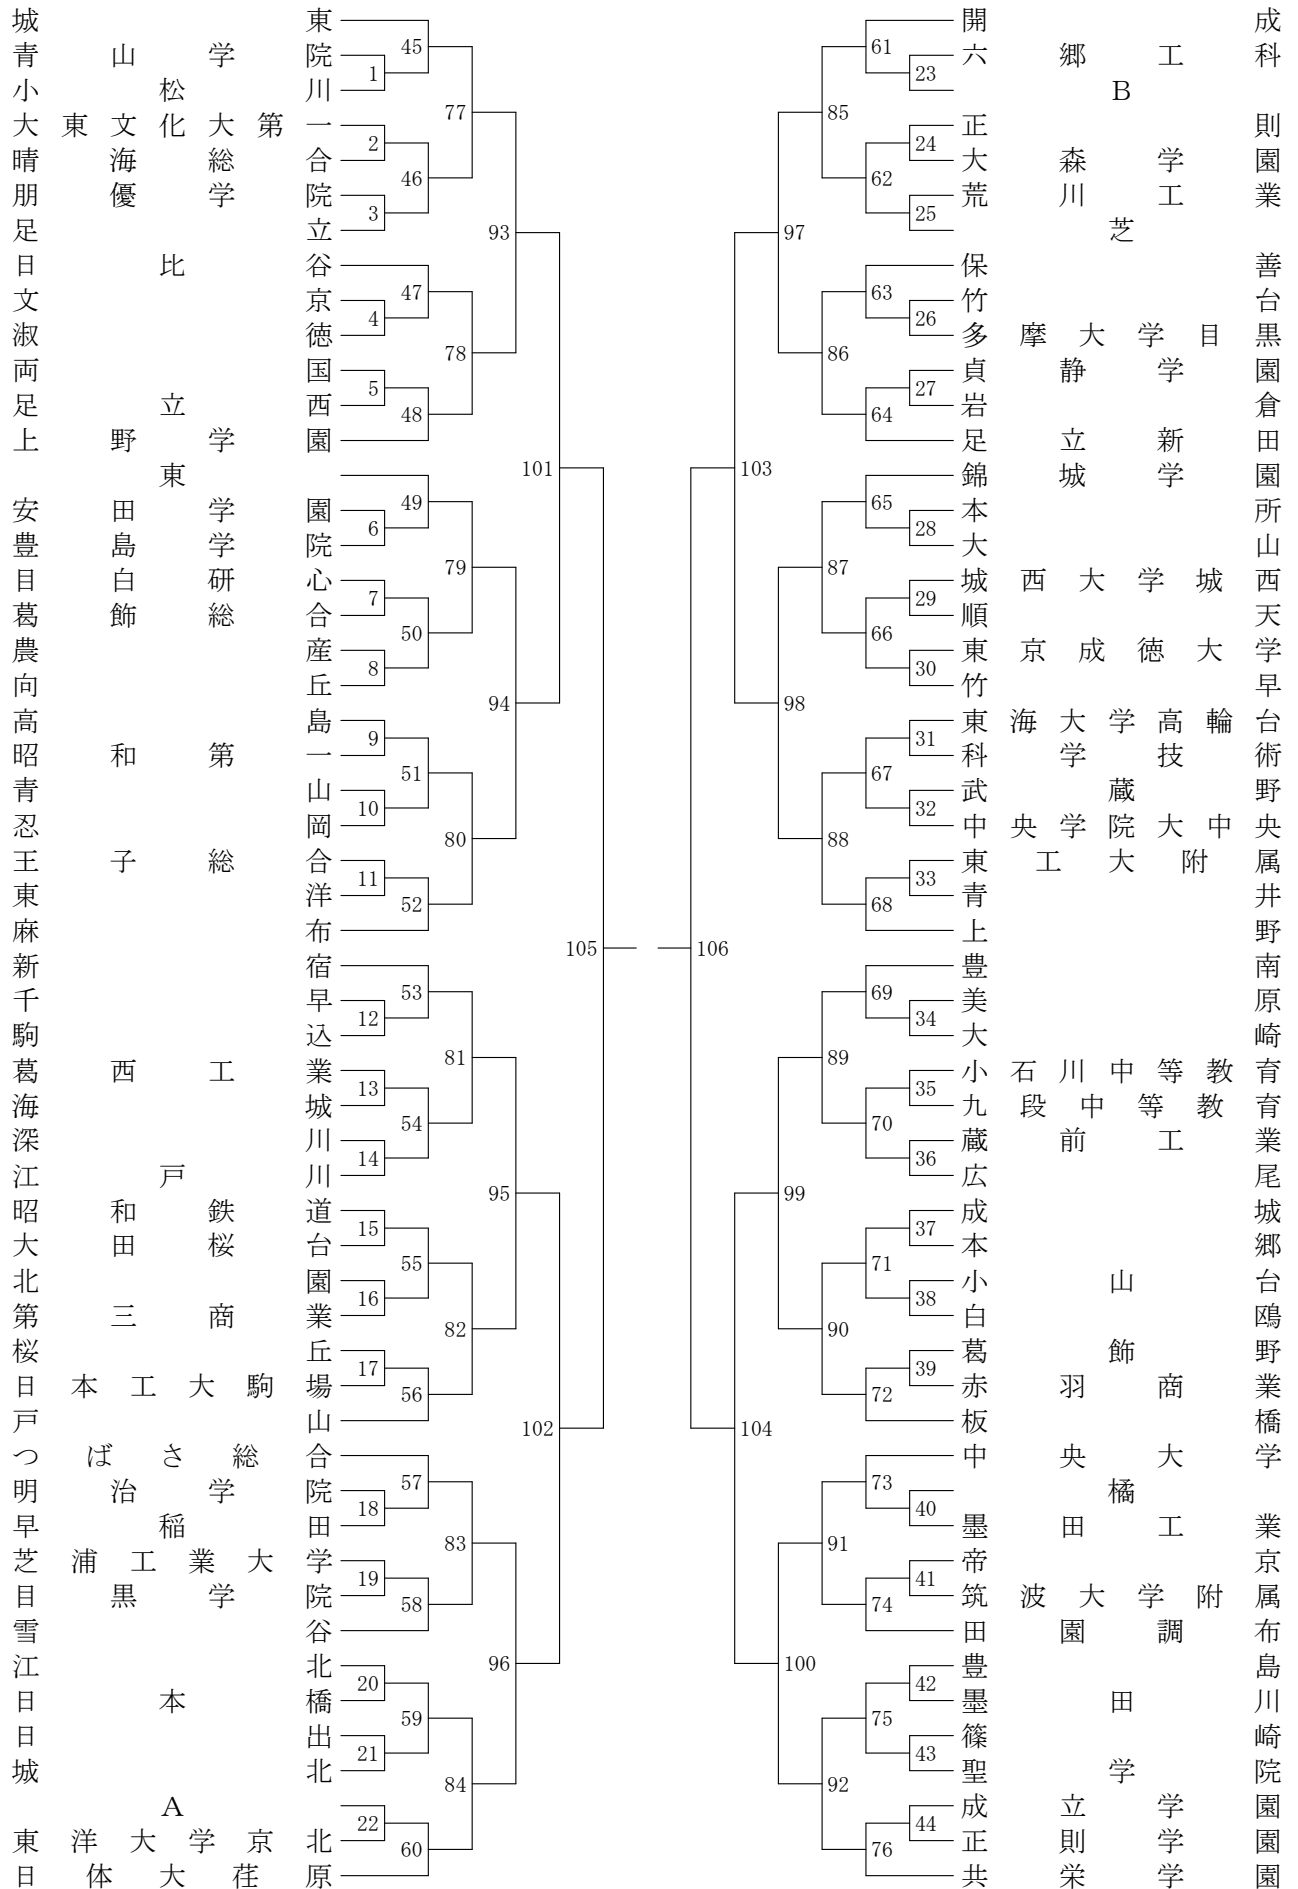 城東
青山学院
小松川
大東文化大第一
晴海総合
朋優学院
足立
日比谷
文京
淑徳
両国
足立西
上野学園
東
安田学園
豊島学院
目白研心
葛飾総合
農産
向丘
高島
昭和第一
青山
忍岡
王子総合
東洋
麻布
新宿
千早
駒込
葛西工業
海城
深川
江戸川
昭和鉄道
大田桜台
北園
第三商業
桜丘
日本工大駒場
戸山
つばさ総合
明治学院
早稲田
芝浦工業大学
目黒学院
雪谷
江北
日本橋
日出
城北
A
東洋大学京北
日体大荏原
45
1
77
2
46
3
93
47
4
78
5
48
101
49
6
79
7
50
8
94
9
51
10
80
11
52
105
53
12
81
13
54
14
95
15
55
16
82
17
56
102
57
18
83
19
58
96
20
59
21
84
22
60
61
23
85
24
62
25
97
63
26
86
27
64
103
65
28
87
29
66
30
98
31
67
32
88
33
68
106
69
34
89
35
70
36
99
37
71
38
90
39
72
104
73
40
91
41
74
100
42
75
43
92
44
76
開成
六郷工科
B
正則
大森学園
荒川工業
芝
保善
竹台
多摩大学目黒
貞静学園
岩倉
足立新田
錦城学園
本所
大山
城西大学城西
順天
東京成徳大学
竹早
東海大学高輪台
科学技術
武蔵野
中央学院大中央
東工大附属
青井
上野
豊南
美原
大崎
小石川中等教育
九段中等教育
蔵前工業
広尾
成城
本郷
小山台
白鴎
葛飾野
赤羽商業
板橋
中央大学
橘
墨田工業
帝京
筑波大学附属
田園調布
豊島
墨田川
篠崎
聖学院
成立学園
正則学園
共栄学園